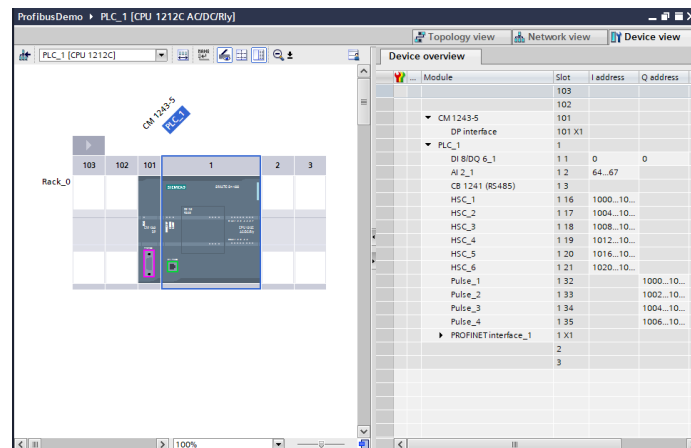 ProfibusDemo ▸ PLC_1 [CPU 1212C AC/DC/Rly]
Topology view Network view Device view
PLC_1 [CPU 1212C]
Device overview
... Module Slot I address Q address
103
102
CM 1243-5 101
DP interface 101 X1
PLC_1 1
DI 8/DQ 6_1 1 1 0 0
AI 2_1 1 2 64...67
CB 1241 (RS485) 1 3
HSC_1 1 16 1000...10...
HSC_2 1 17 1004...10...
HSC_3 1 18 1008...10...
HSC_4 1 19 1012...10...
HSC_5 1 20 1016...10...
HSC_6 1 21 1020...10...
Pulse_1 1 32 1000...10...
Pulse_2 1 33 1002...10...
Pulse_3 1 34 1004...10...
Pulse_4 1 35 1006...10...
PROFINET interface_1 1 X1
2
3
CM 1243-5
PLC_1
103 102 101 1 2 3
Rack_0
SIEMENS
100%